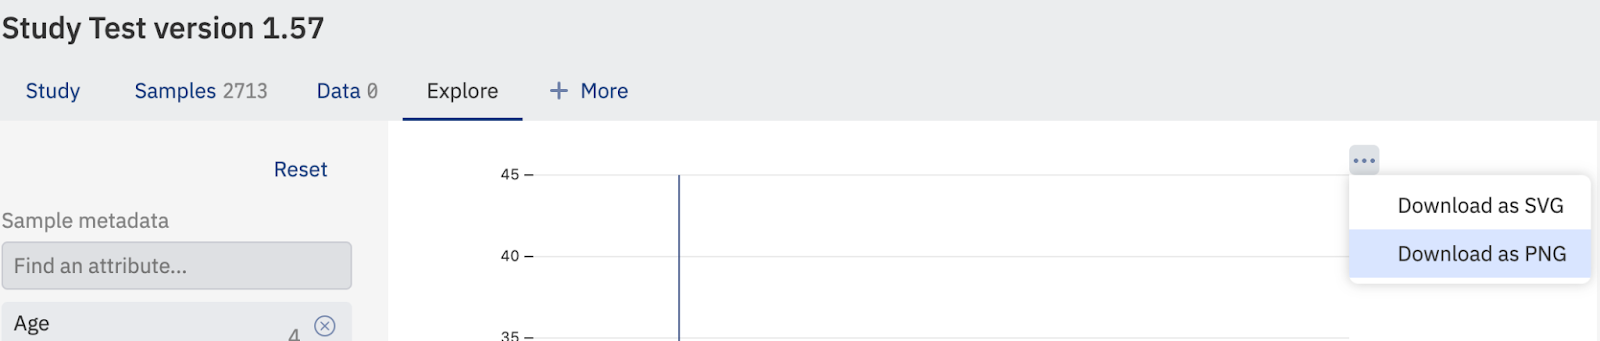 Study Test version 1.57
Study Samples 2713 Data 0 Explore + More
Reset
Sample metadata
Find an attribute...
Age 4
45
40
35
Download as SVG
Download as PNG